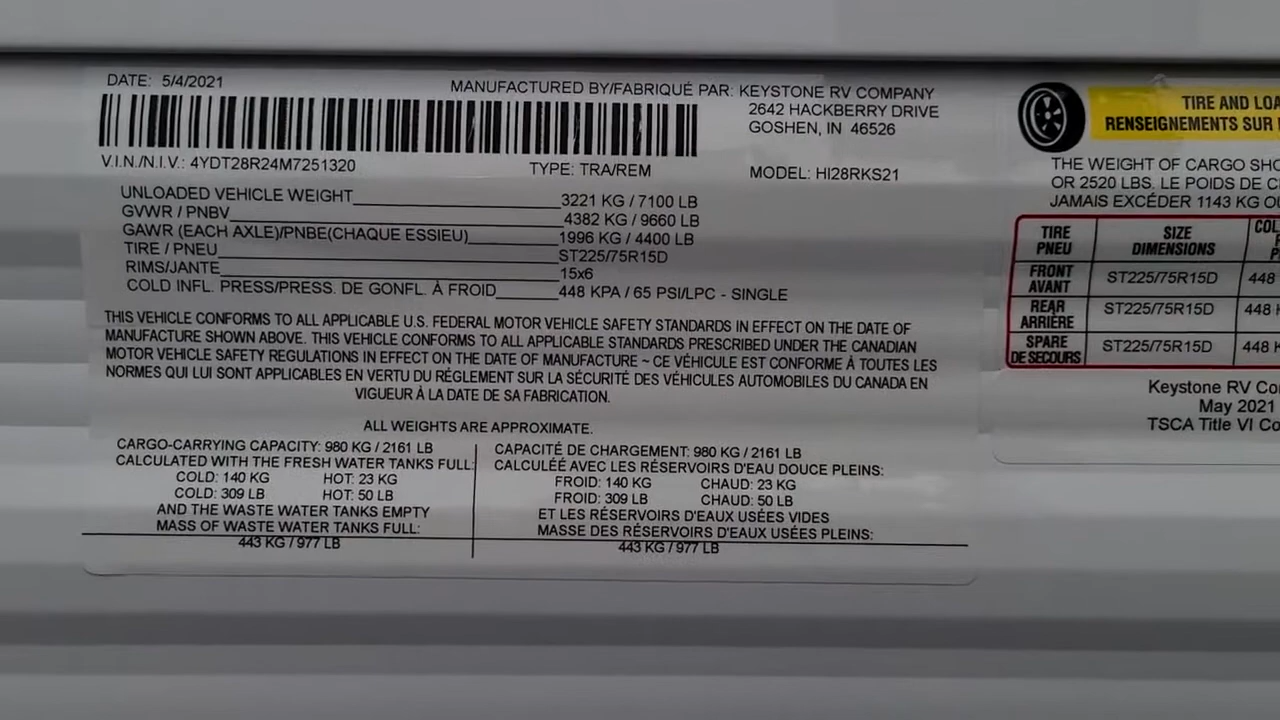 DATE: 5/4/2021
MANUFACTURED BY/FABRIQUÉ PAR: KEYSTONE RV COMPANY
2642 HACKBERRY DRIVE
GOSHEN, IN 46526
V.I.N./N.I.V.: 4YDT28R24M7251320
TYPE: TRA/REM
MODEL: HI28RKS21
UNLOADED VEHICLE WEIGHT 3221 KG / 7100 LB
GVWR / PNBV 4382 KG / 9660 LB
GAWR (EACH AXLE)/PNBE(CHAQUE ESSIEU) 1996 KG / 4400 LB
TIRE / PNEU ST225/75R15D
RIMS/JANTE 15x6
COLD INFL. PRESS/PRESS. DE GONFL. À FROID 448 KPA / 65 PSI/LPC - SINGLE
THIS VEHICLE CONFORMS TO ALL APPLICABLE U.S. FEDERAL MOTOR VEHICLE SAFETY STANDARDS IN EFFECT ON THE DATE OF
MANUFACTURE SHOWN ABOVE. THIS VEHICLE CONFORMS TO ALL APPLICABLE STANDARDS PRESCRIBED UNDER THE CANADIAN
MOTOR VEHICLE SAFETY REGULATIONS IN EFFECT ON THE DATE OF MANUFACTURE ~ CE VÉHICULE EST CONFORME À TOUTES LES
NORMES QUI LUI SONT APPLICABLES EN VERTU DU RÉGLEMENT SUR LA SÉCURITÉ DES VÉHICULES AUTOMOBILES DU CANADA EN
VIGUEUR À LA DATE DE SA FABRICATION.
ALL WEIGHTS ARE APPROXIMATE.
CARGO-CARRYING CAPACITY: 980 KG / 2161 LB
CALCULATED WITH THE FRESH WATER TANKS FULL:
COLD: 140 KG HOT: 23 KG
COLD: 309 LB HOT: 50 LB
AND THE WASTE WATER TANKS EMPTY
MASS OF WASTE WATER TANKS FULL:
443 KG / 977 LB
CAPACITÉ DE CHARGEMENT: 980 KG / 2161 LB
CALCULÉE AVEC LES RÉSERVOIRS D'EAU DOUCE PLEINS:
FROID: 140 KG CHAUD: 23 KG
FROID: 309 LB CHAUD: 50 LB
ET LES RÉSERVOIRS D'EAUX USÉES VIDES
MASSE DES RÉSERVOIRS D'EAUX USÉES PLEINS:
443 KG / 977 LB
TIRE AND LOA
RENSEIGNEMENTS SUR
THE WEIGHT OF CARGO SHO
OR 2520 LBS. LE POIDS DE C
JAMAIS EXCÉDER 1143 KG OU
TIRE SIZE COL
PNEU DIMENSIONS P
FRONT
AVANT ST225/75R15D 448
REAR
ARRIÈRE ST225/75R15D 448
SPARE
DE SECOURS ST225/75R15D 448 K
Keystone RV Co
May 2021
TSCA Title VI Co